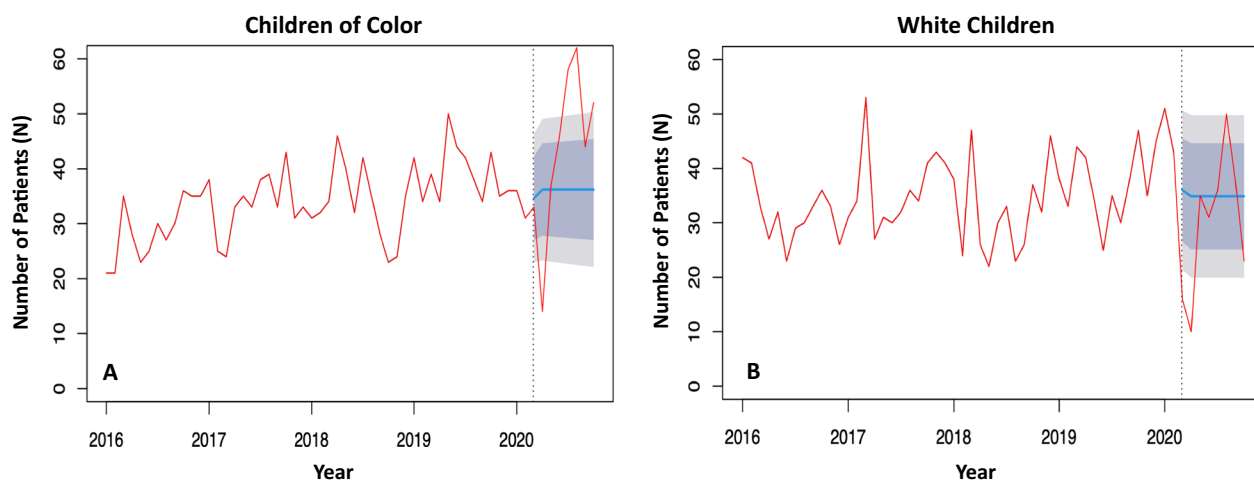 Children of Color
Number of Patients (N)
60
50
40
30
20
10
0
A
2016 2017 2018 2019 2020
Year
White Children
Number of Patients (N)
60
50
40
30
20
10
0
B
2016 2017 2018 2019 2020
Year